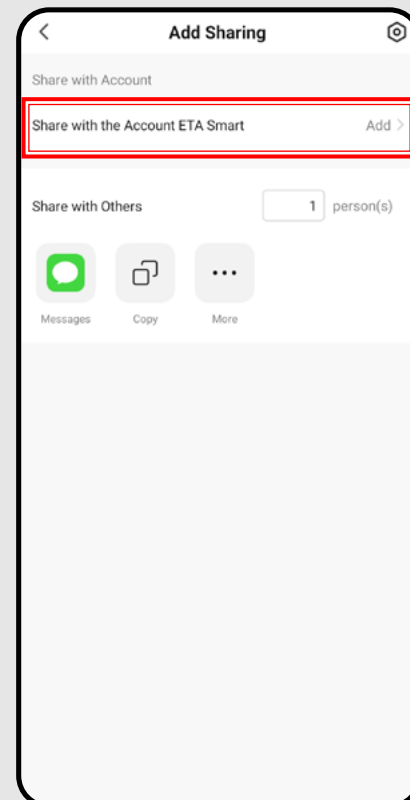 Add Sharing
Share with Account
Share with the Account ETA Smart Add
Share with Others 1 person(s)
Messages Copy More